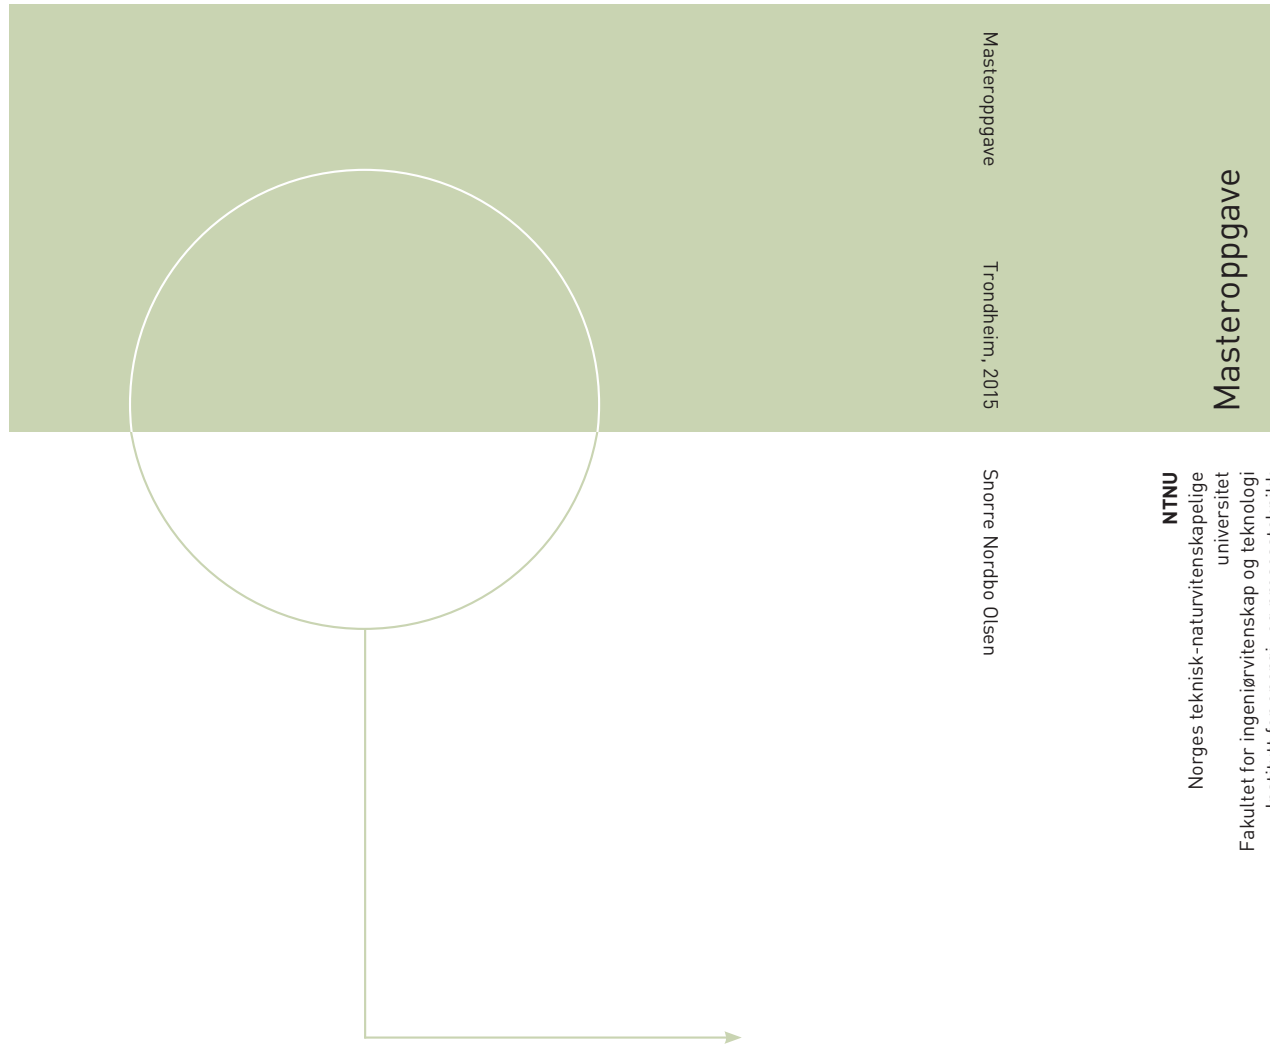 Masteroppgave
Trondheim, 2015
Snorre Nordbo Olsen
Masteroppgave
NTNU
Norges teknisk-naturvitenskapelige
universitet
Fakultet for ingeniørvitenskap og teknologi